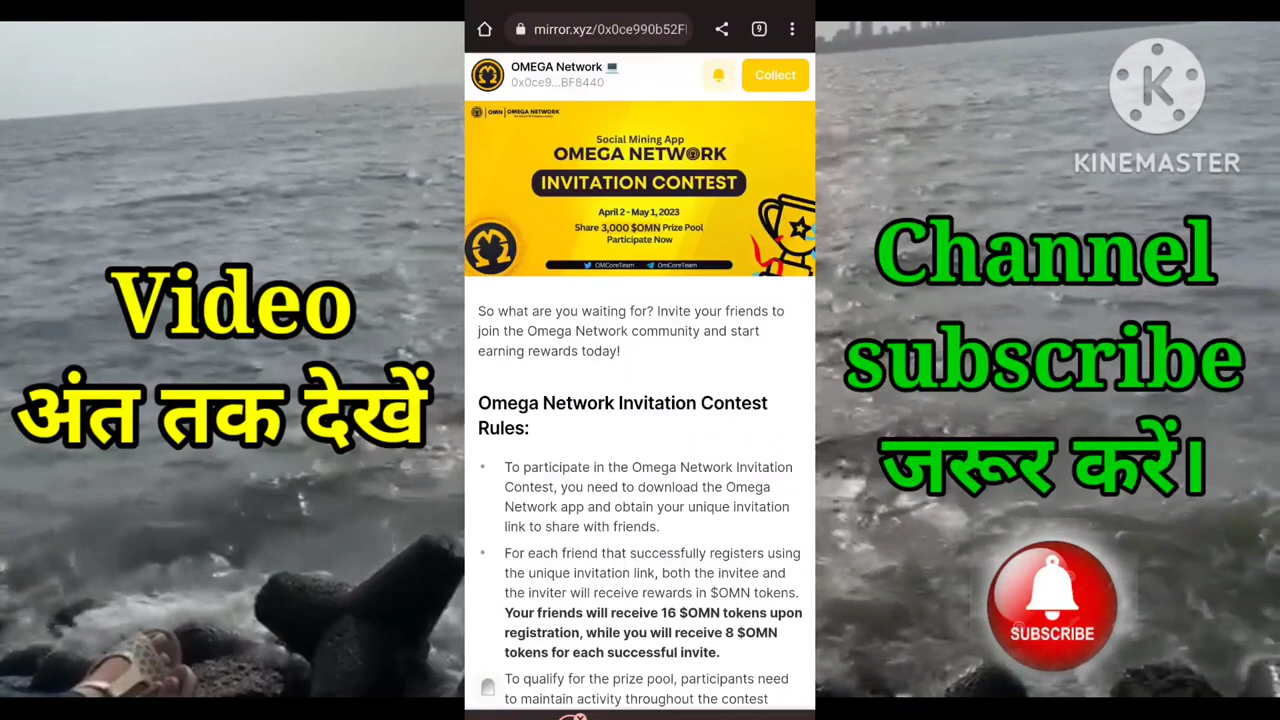 mirror.xyz/0x0ce990b52F
9
OMEGA Network
0x0ce9...BF8440
Collect
OMN | OMEGA NETWORK
Social Mining App
OMEGA NETWORK
INVITATION CONTEST
April 2 - May 1, 2023
Share 3,000 $OMN Prize Pool
Participate Now
OMCoreTeam OmCoreTeam
So what are you waiting for? Invite your friends to
join the Omega Network community and start
earning rewards today!
Omega Network Invitation Contest
Rules:
To participate in the Omega Network Invitation
Contest, you need to download the Omega
Network app and obtain your unique invitation
link to share with friends.
For each friend that successfully registers using
the unique invitation link, both the invitee and
the inviter will receive rewards in $OMN tokens.
Your friends will receive 16 $OMN tokens upon
registration, while you will receive 8 $OMN
tokens for each successful invite.
To qualify for the prize pool, participants need
to maintain activity throughout the contest
Video
अंत तक देखें
K
KINEMASTER
Channel
subscribe
जरूर करें।
SUBSCRIBE